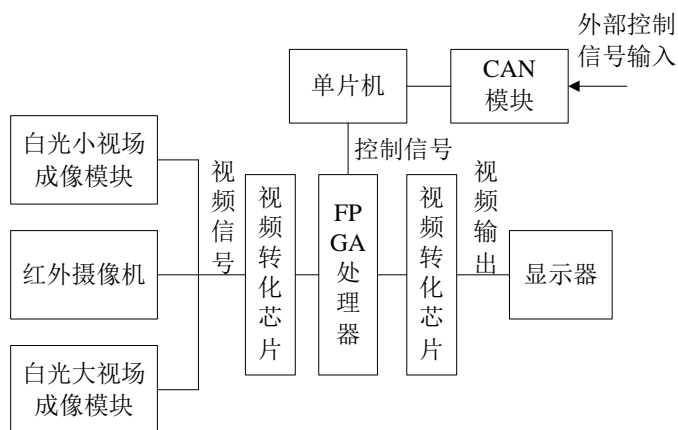 外部控制
信号输入
单片机
CAN
模块
控制信号
白光小视场
成像模块
红外摄像机
白光大视场
成像模块
视频信号
视频转化芯片
FP
GA
处
理
器
视频转化芯片
视频输出
显示器